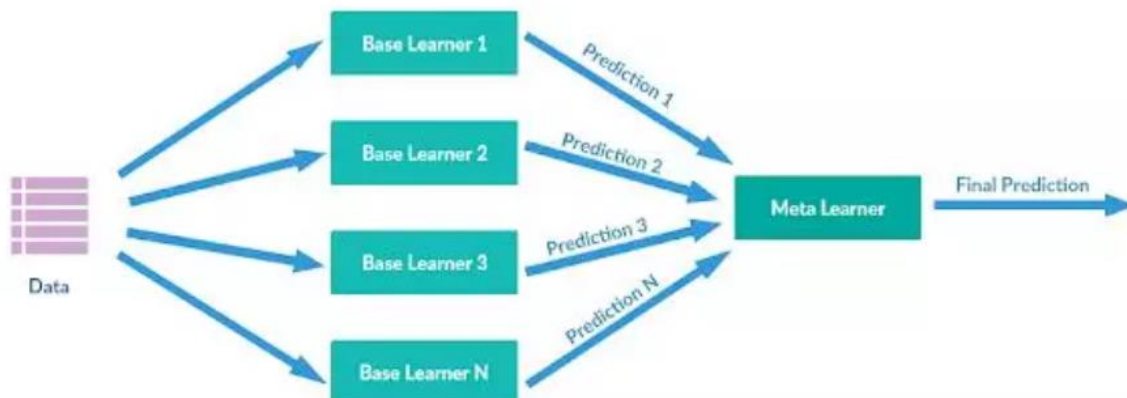 Base Learner 1
Prediction 1
Base Learner 2
Prediction 2
Meta Learner
Final Prediction
Data
Base Learner 3
Prediction 3
Base Learner N
Prediction N